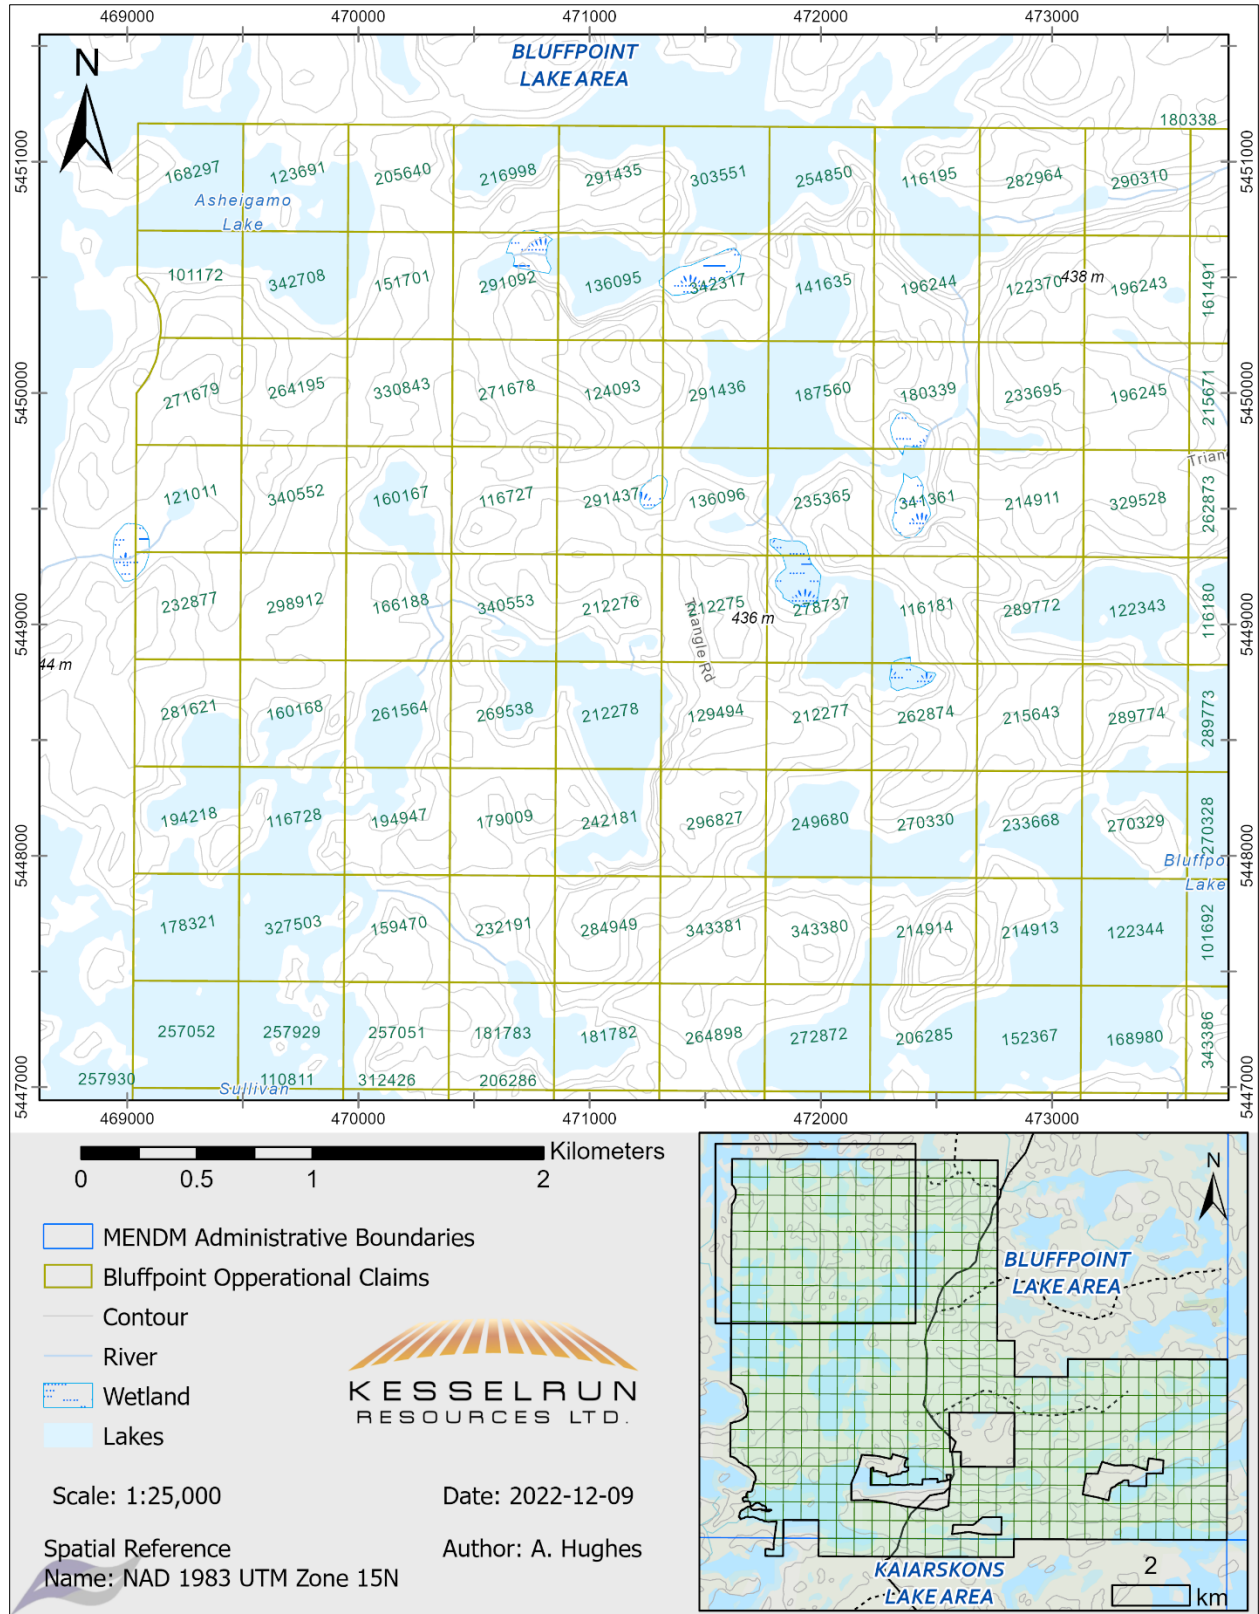 469000 470000 471000 472000 473000
BLUFFPOINT
LAKE AREA
N
180338
5451000
5451000
168297 123691 205640 216998 291435 303551 254850 116195 282964 290310
Asheigamo
Lake
101172 342708 151701 291092 136095 342317 141635 196244 122370 438 m 196243 161491
5450000
5450000
271679 264195 330843 271678 124093 291436 187560 180339 233695 196245 215671
Trian
121011 340552 160167 116727 291437 136096 235365 341361 214911 329528 262873
232877 298912 166188 340553 212276 212275 278737 116181 289772 122343 116180
Triangle Rd
436 m
5449000
5449000
44 m
281621 160168 261564 269538 212278 129494 212277 262874 215643 289774 289773
194218 116728 194947 179009 242181 296827 249680 270330 233668 270329 270328
5448000
5448000
Bluffpo
Lake
178321 327503 159470 232191 284949 343381 343380 214914 214913 122344 101692
257052 257929 257051 181783 181782 264898 272872 206285 152367 168980 343386
257930 110811 312426 206286
Sullivan
5447000
5447000
469000 470000 471000 472000 473000
Kilometers
0 0.5 1 2
MENDM Administrative Boundaries
Bluffpoint Opperational Claims
Contour
River
Wetland
Lakes
KESSELRUN
RESOURCES LTD.
Scale: 1:25,000
Date: 2022-12-09
Spatial Reference
Author: A. Hughes
Name: NAD 1983 UTM Zone 15N
N
BLUFFPOINT
LAKE AREA
KAIARSKONS
LAKE AREA
2
km